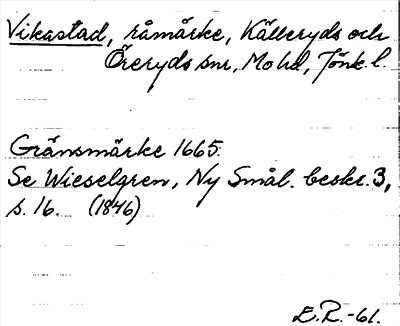 Vikastad, råmärke, Källeryds och
Öreryds snr, Mo hd, Jönk. l.
Gränsmärke 1665.
Se Wieselgren, Ny Smål. beskr. 3,
s. 16. (1846)
E.R.-61.